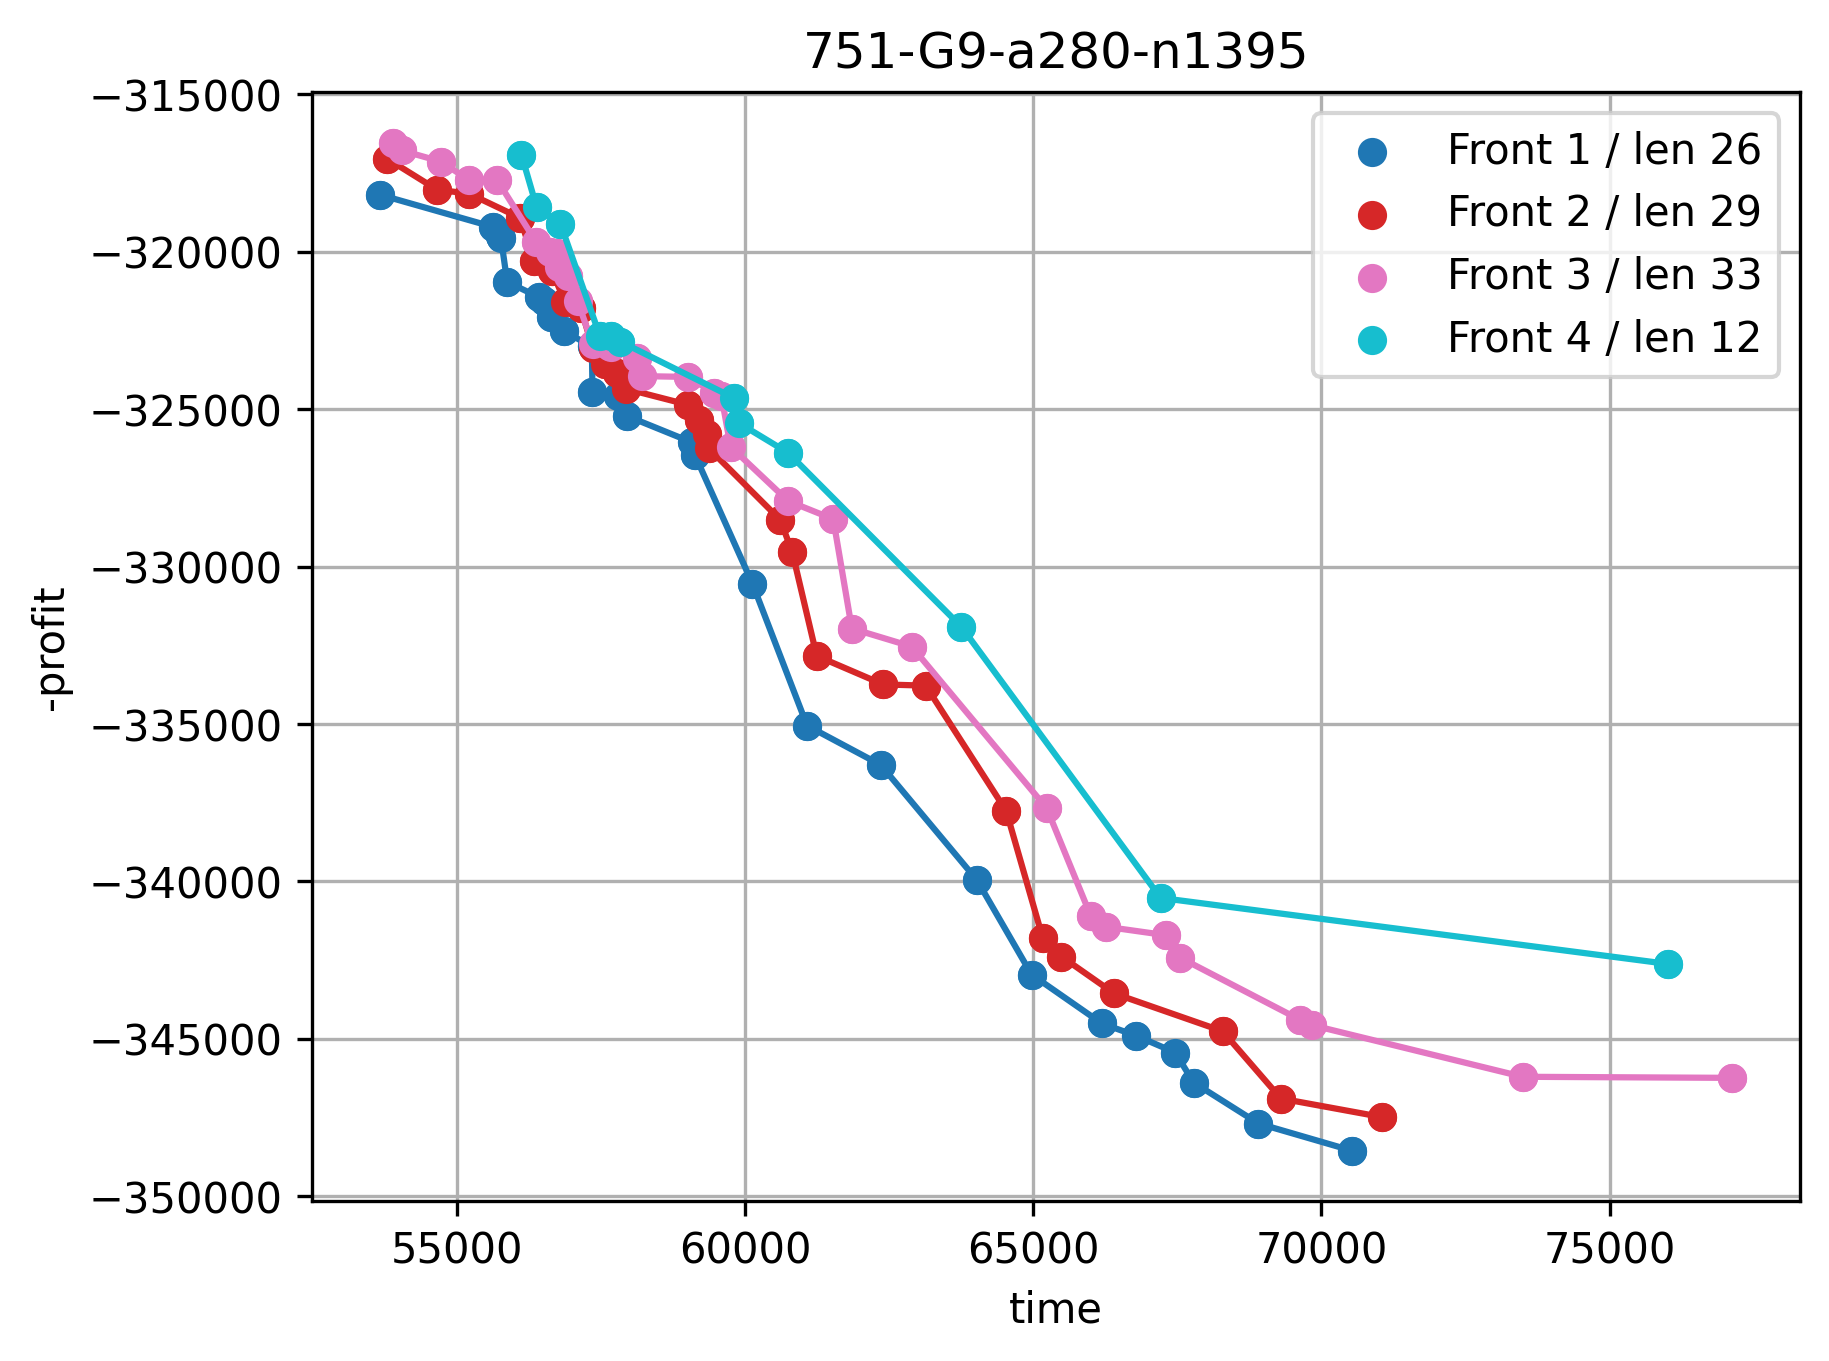 751-G9-a280-n1395
−315000
−320000
−325000
−330000
−335000
−340000
−345000
−350000
-profit
Front 1 / len 26
Front 2 / len 29
Front 3 / len 33
Front 4 / len 12
55000
60000
65000
70000
75000
time